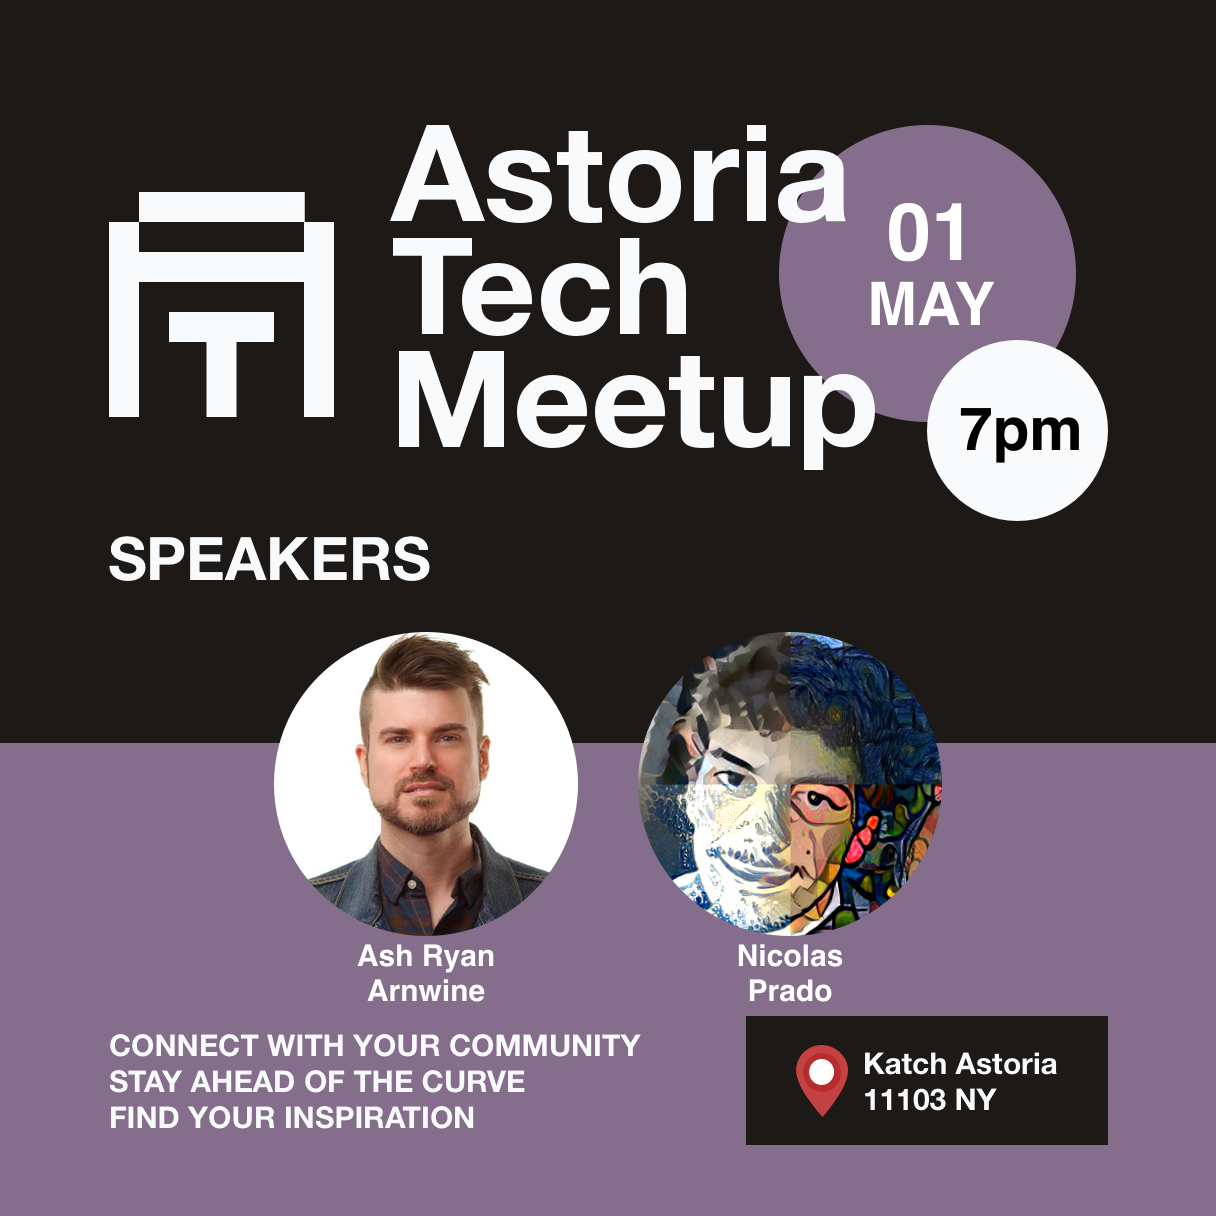 Astoria
Tech
Meetup
01
MAY
7pm
SPEAKERS
Ash Ryan
Arnwine
Nicolas
Prado
CONNECT WITH YOUR COMMUNITY
STAY AHEAD OF THE CURVE
FIND YOUR INSPIRATION
Katch Astoria
11103 NY